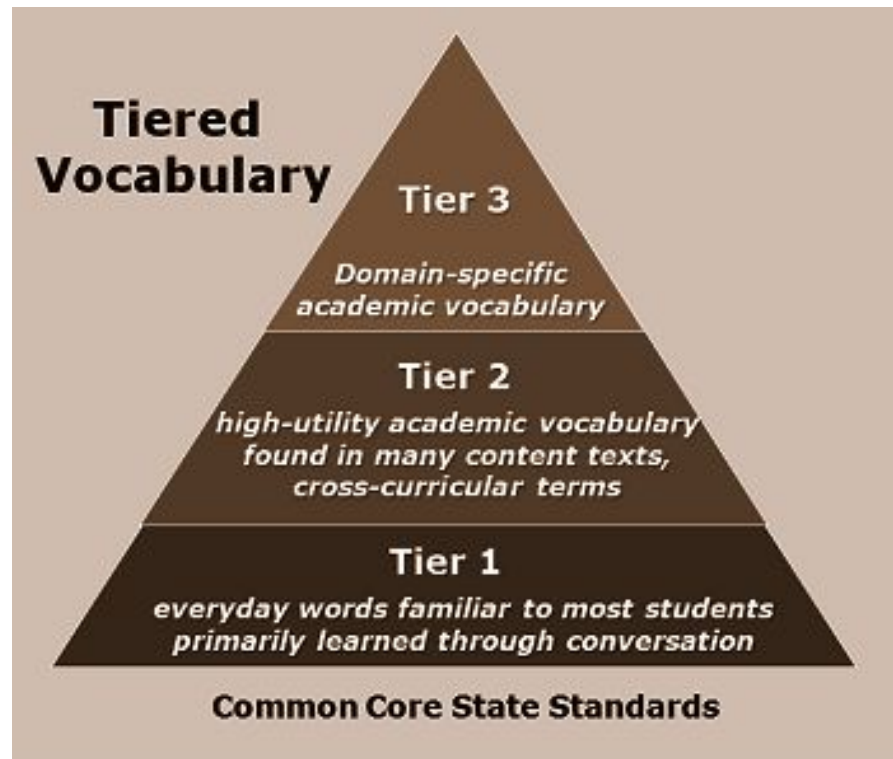 Tiered
Vocabulary
Tier 3
Domain-specific
academic vocabulary
Tier 2
high-utility academic vocabulary
found in many content texts,
cross-curricular terms
Tier 1
everyday words familiar to most students
primarily learned through conversation
Common Core State Standards